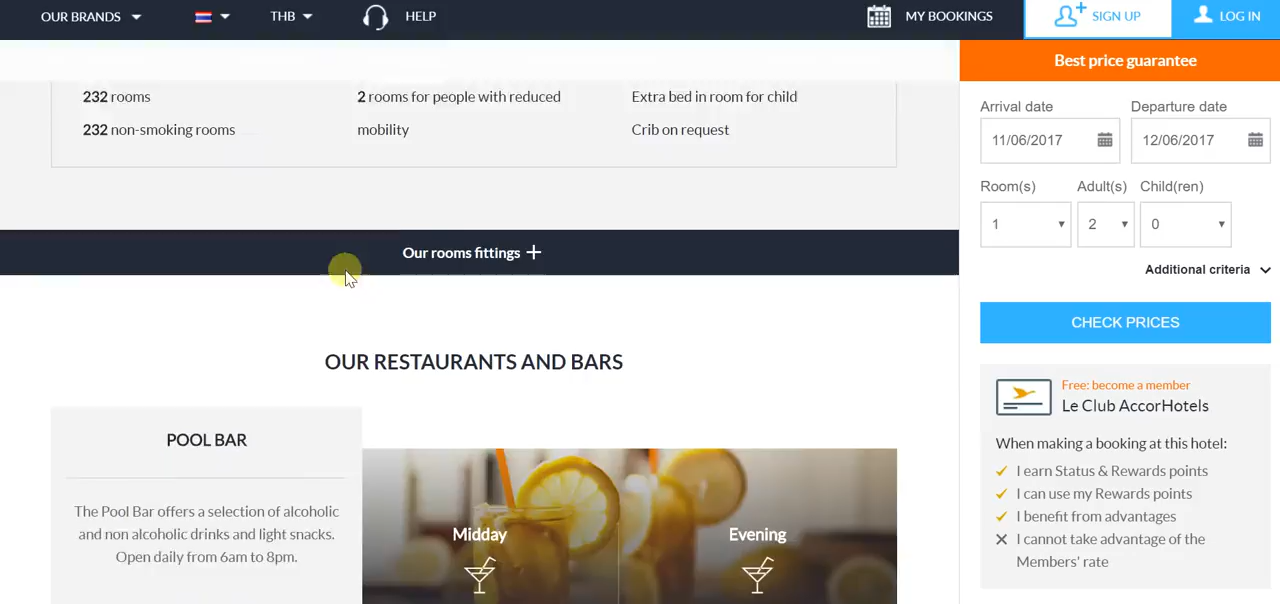 OUR BRANDS
THB
HELP
MY BOOKINGS
SIGN UP
LOG IN
232 rooms
232 non-smoking rooms
2 rooms for people with reduced
mobility
Extra bed in room for child
Crib on request
Our rooms fittings
OUR RESTAURANTS AND BARS
POOL BAR
The Pool Bar offers a selection of alcoholic
and non alcoholic drinks and light snacks.
Open daily from 6am to 8pm.
Midday
Evening
Best price guarantee
Arrival date
Departure date
11/06/2017
12/06/2017
Room(s)
Adult(s)
Child(ren)
1
2
0
Additional criteria
CHECK PRICES
Free: become a member
Le Club AccorHotels
When making a booking at this hotel:
I earn Status & Rewards points
I can use my Rewards points
I benefit from advantages
I cannot take advantage of the
Members' rate